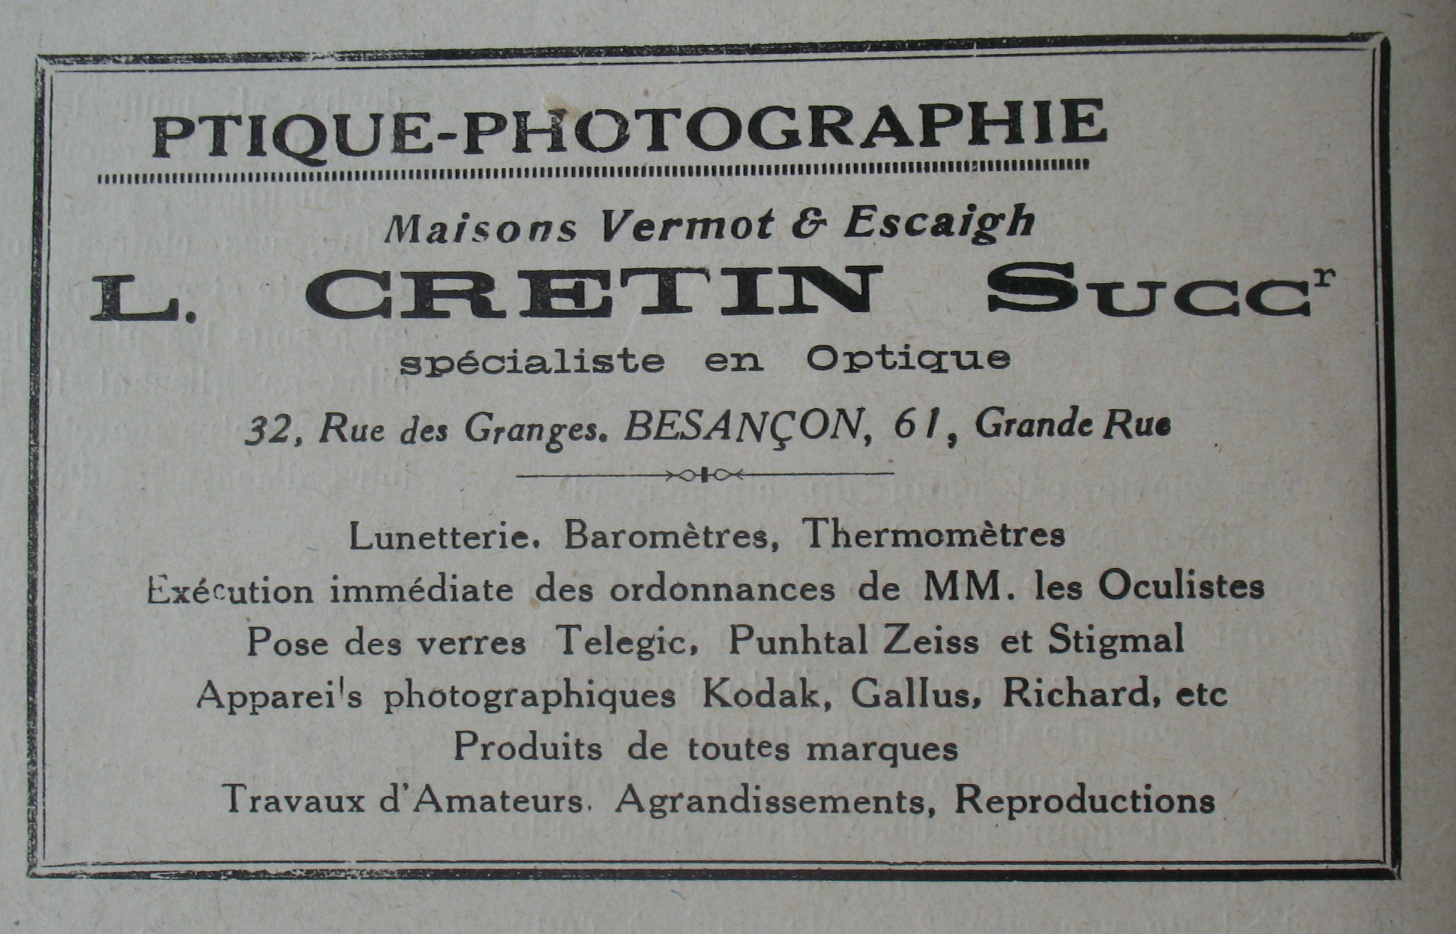 PTIQUE-PHOTOGRAPHIE
Maisons Vermot & Escaigh
L. CRETIN SUCCr
spécialiste en Optique
32, Rue des Granges. BESANÇON, 61, Grande Rue
Lunetterie. Baromètres, Thermomètres
Exécution immédiate des ordonnances de MM. les Oculistes
Pose des verres Telegic, Punhtal Zeiss et Stigmal
Appareils photographiques Kodak, Gallus, Richard, etc
Produits de toutes marques
Travaux d'Amateurs. Agrandissements, Reproductions